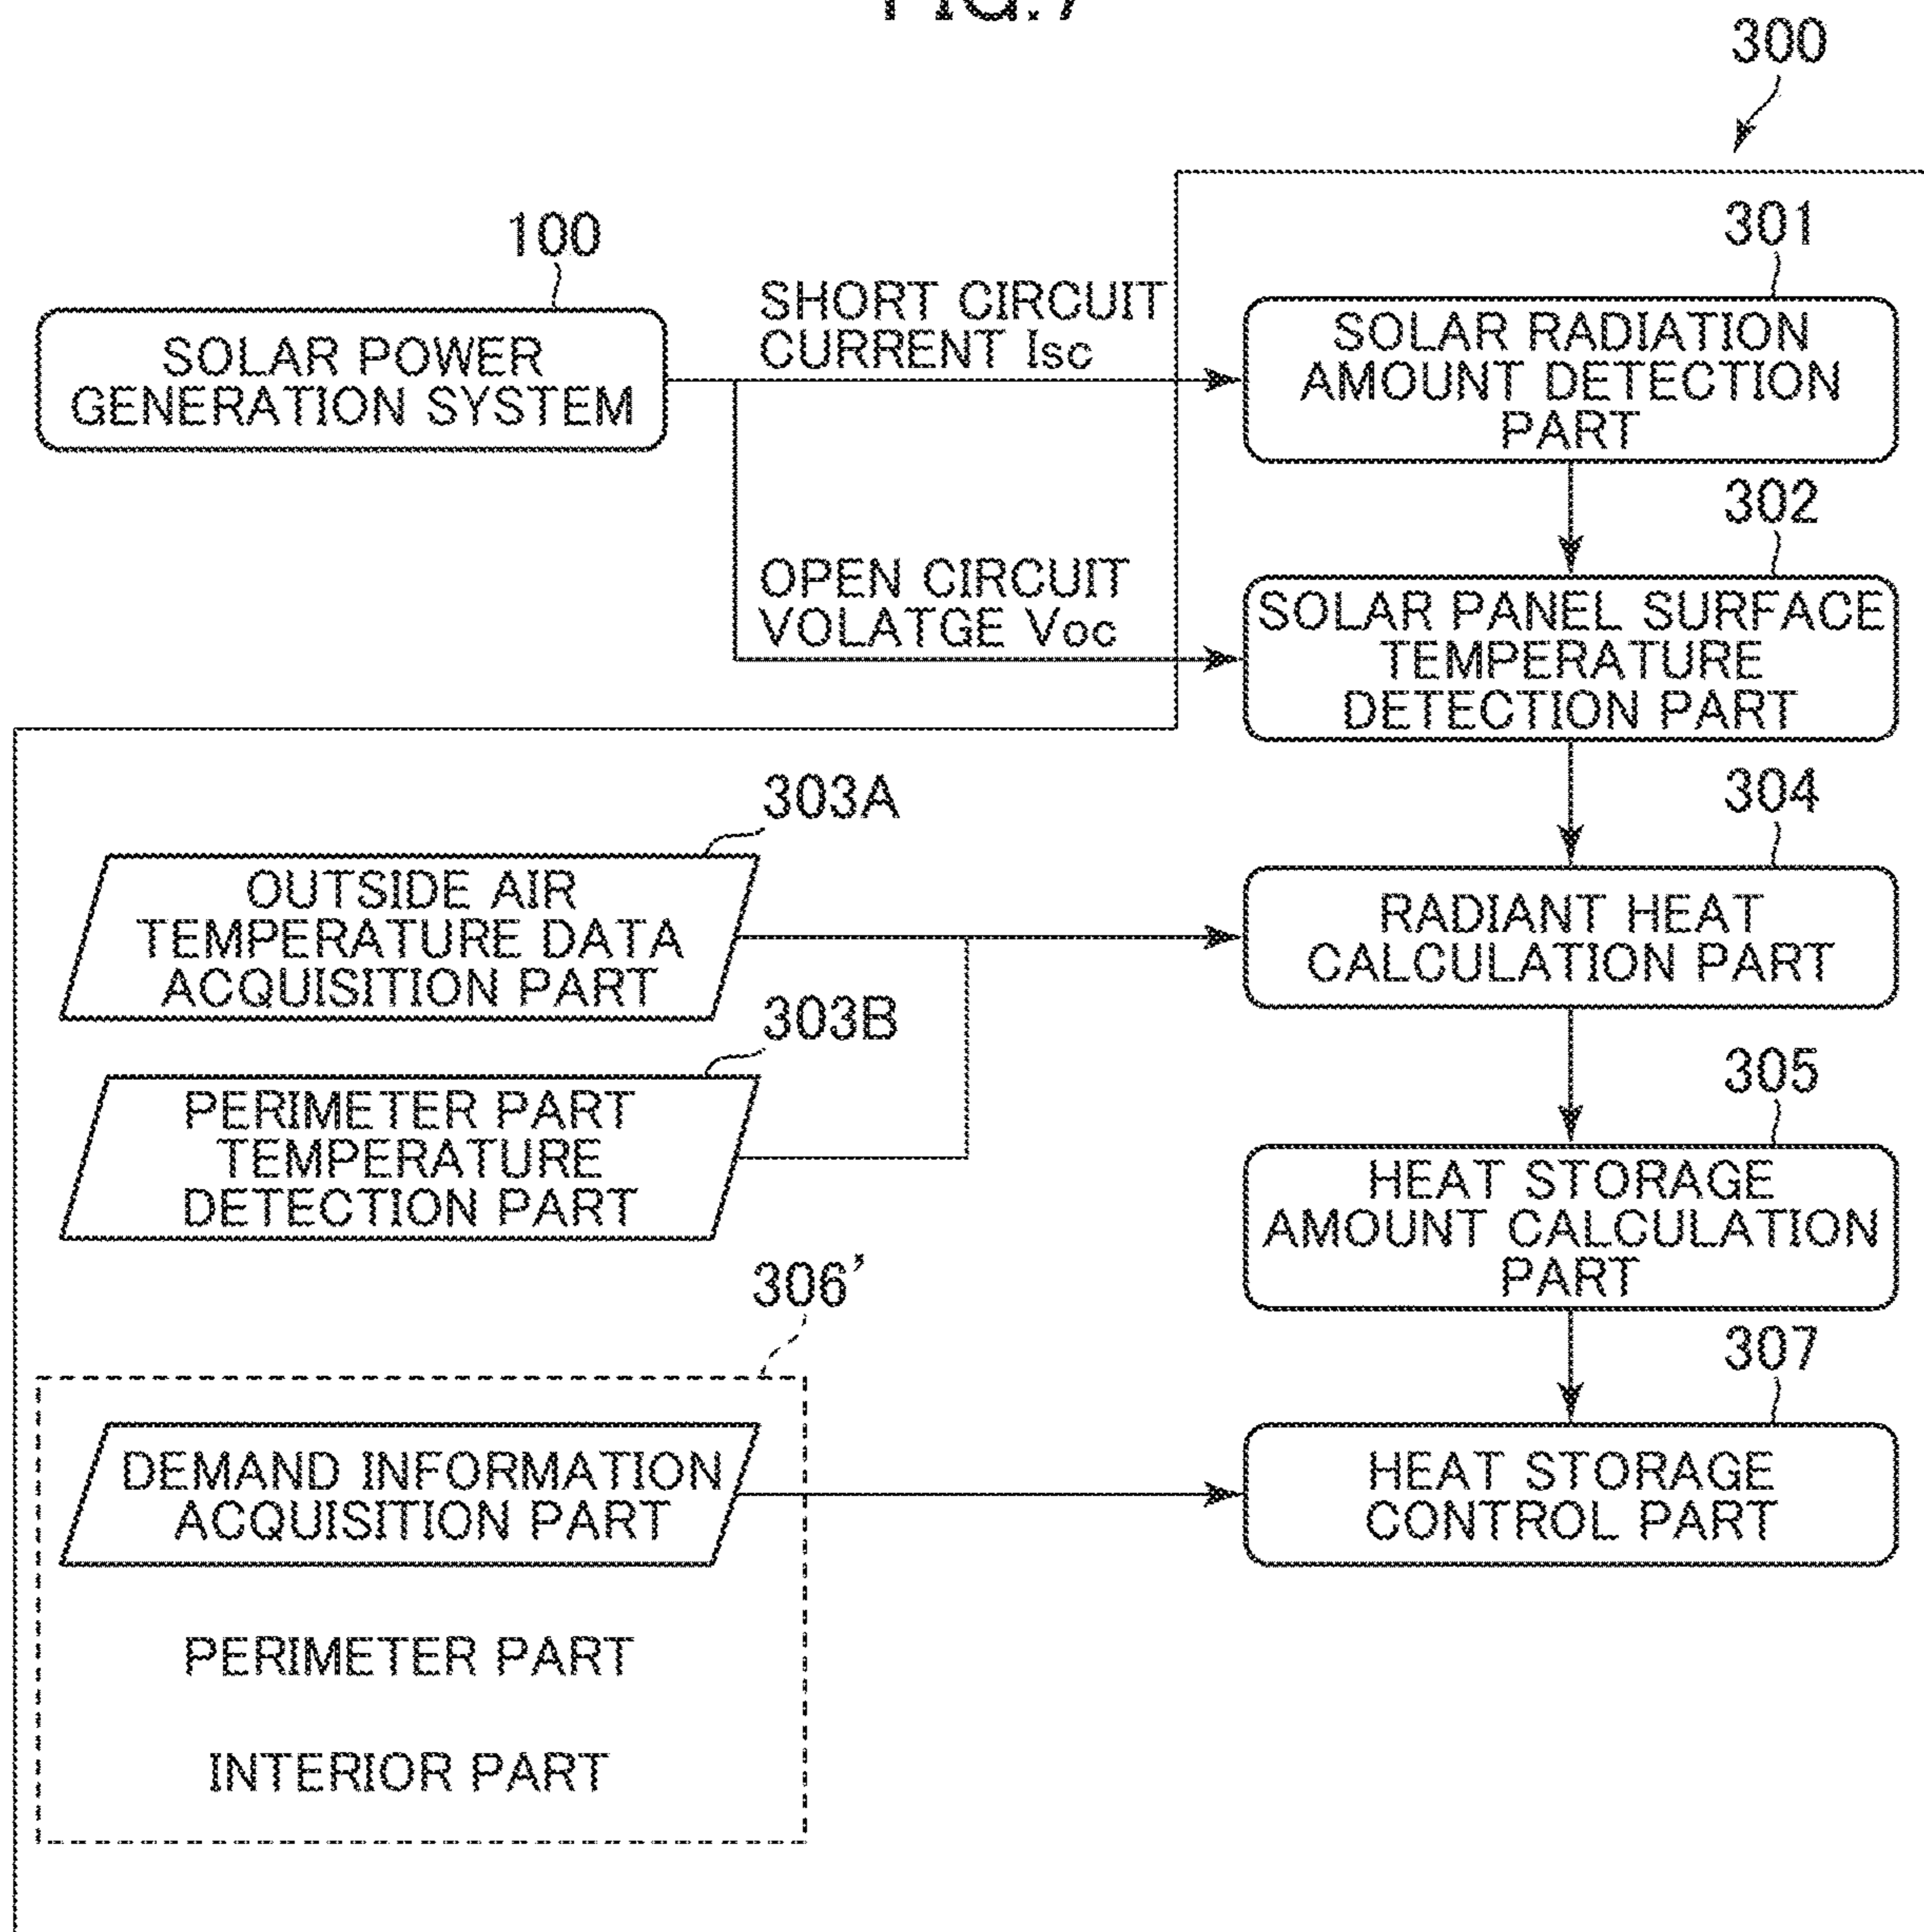 FIG.7
300
100
SOLAR POWER
GENERATION SYSTEM
SHORT CIRCUIT
CURRENT Isc
301
SOLAR RADIATION
AMOUNT DETECTION
PART
OPEN CIRCUIT
VOLATGE Voc
302
SOLAR PANEL SURFACE
TEMPERATURE
DETECTION PART
303A
OUTSIDE AIR
TEMPERATURE DATA
ACQUISITION PART
304
RADIANT HEAT
CALCULATION PART
303B
PERIMETER PART
TEMPERATURE
DETECTION PART
305
HEAT STORAGE
AMOUNT CALCULATION
PART
306’
DEMAND INFORMATION
ACQUISITION PART
PERIMETER PART
INTERIOR PART
307
HEAT STORAGE
CONTROL PART